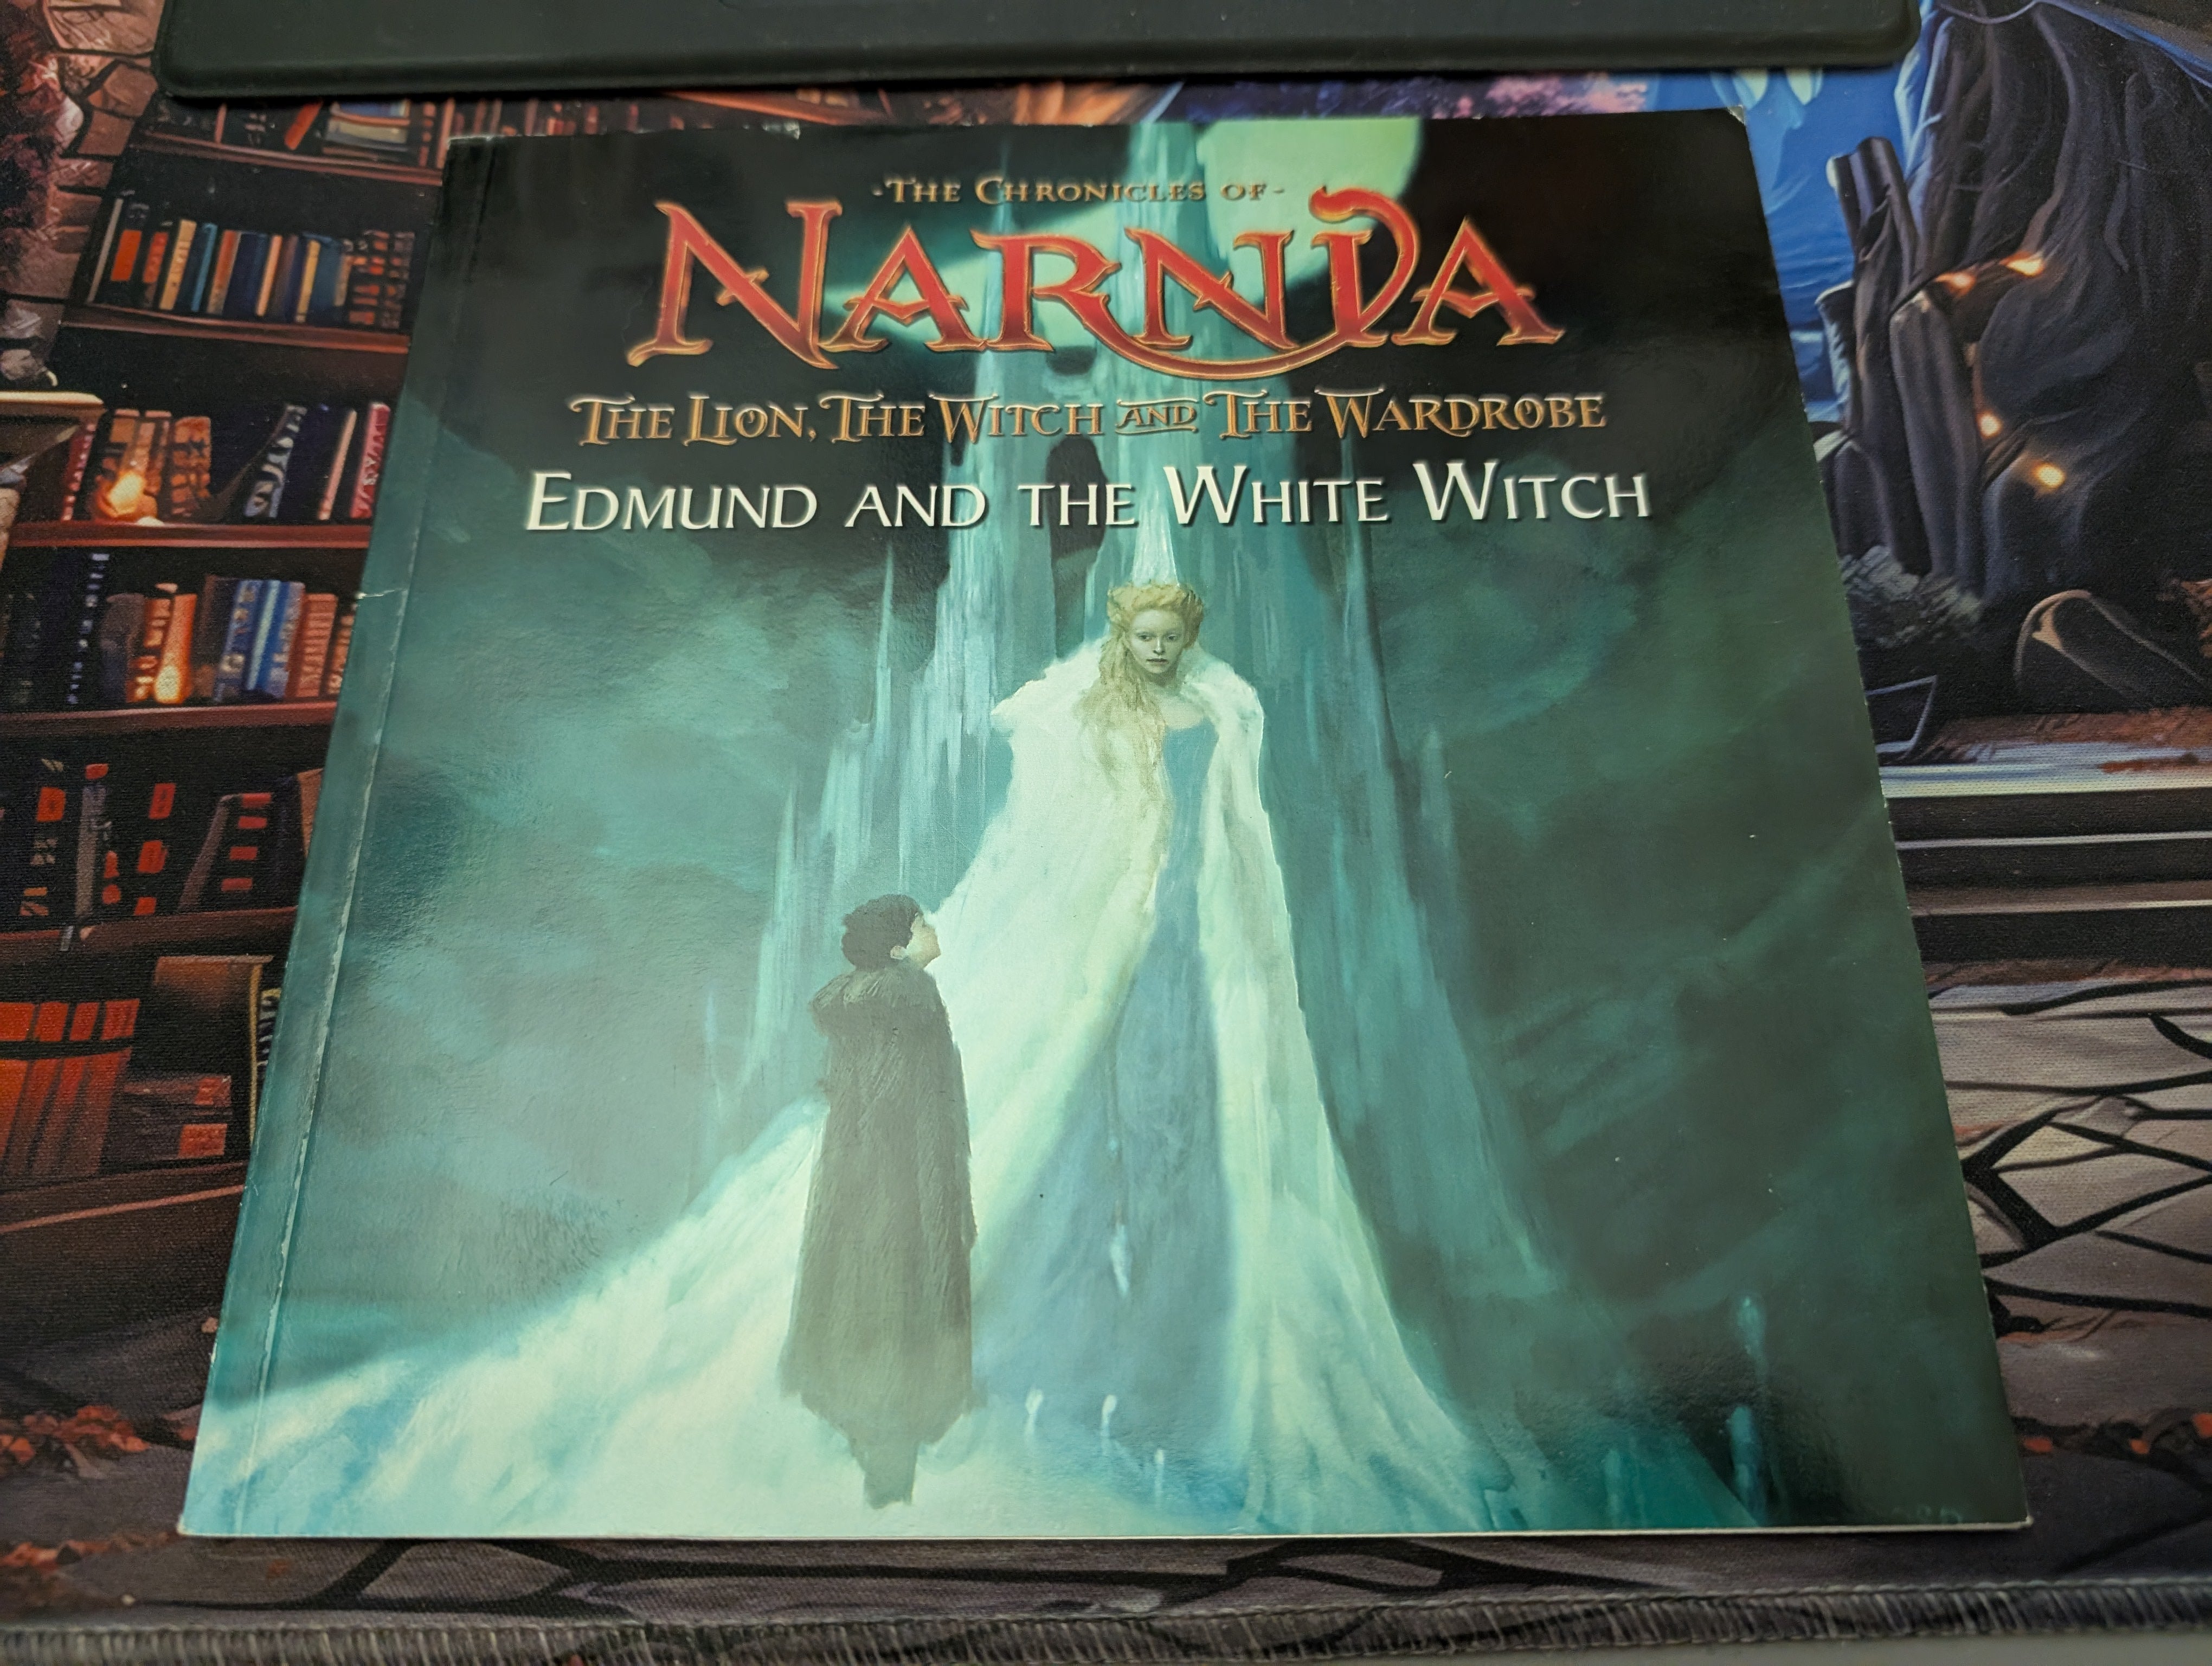 -THE CHRONICLES OF-
NARNIA
THE LION, THE WITCH AND THE WARDROBE
EDMUND AND THE WHITE WITCH